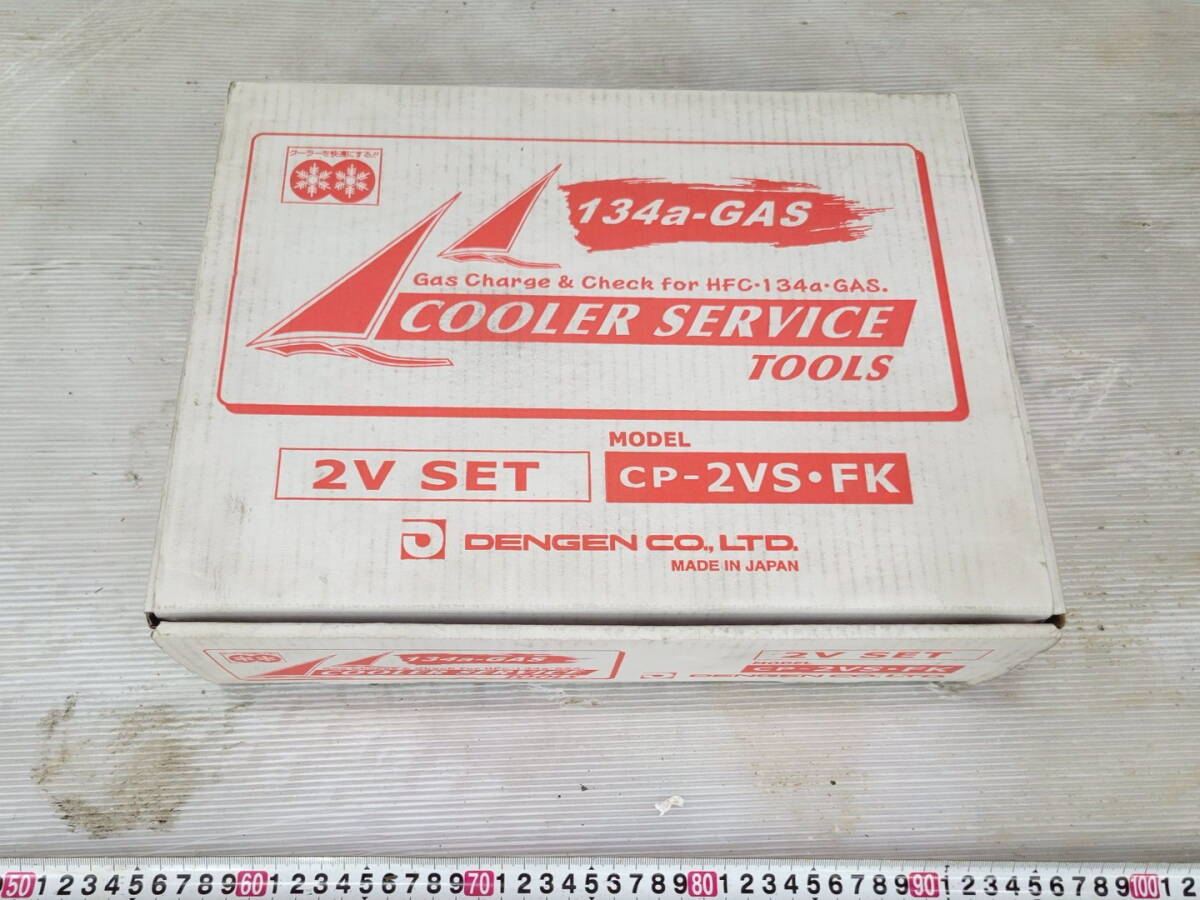 クーラーを快適にする!!
134a-GAS
Gas Charge & Check for HFC·134a·GAS.
COOLER SERVICE
TOOLS
2V SET
MODEL
CP-2VS·FK
DENGEN CO., LTD.
MADE IN JAPAN
134a-GAS
COOLER SERVICE
TOOLS
2V SET
MODEL
CP-2VS·FK
DENGEN CO., LTD.
50 1 2 3 4 5 6 7 8 9 60 1 2 3 4 5 6 7 8 9 70 1 2 3 4 5 6 7 8 9 80 1 2 3 4 5 6 7 8 9 90 1 2 3 4 5 6 7 8 9 100 1 2